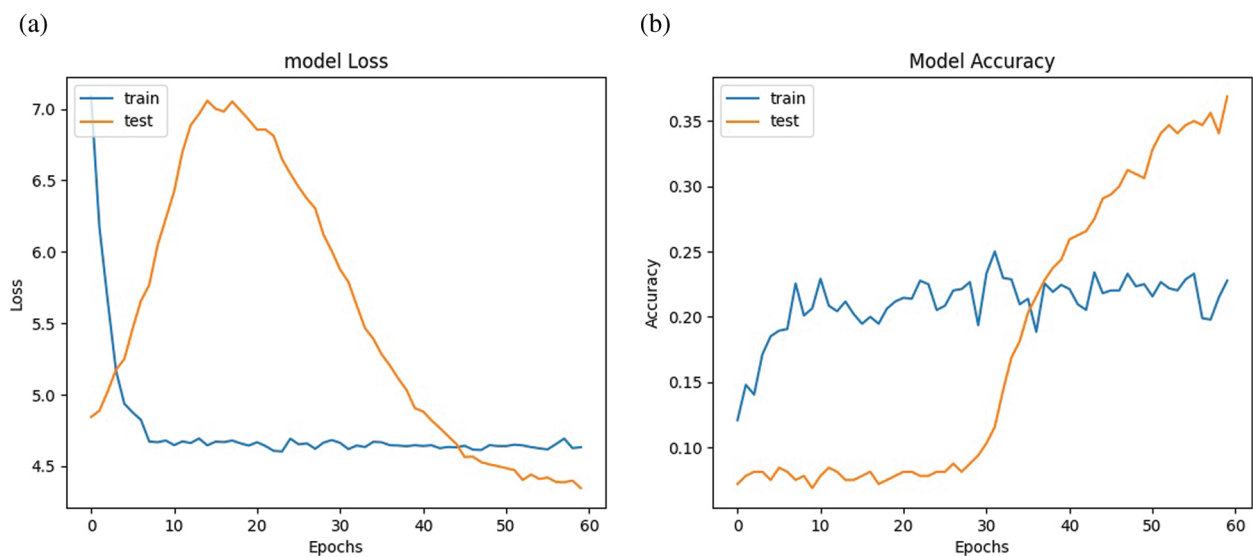 (a)
model Loss
train
test
7.0
6.5
6.0
5.5
5.0
4.5
Loss
0 10 20 30 40 50 60
Epochs
(b)
Model Accuracy
train
test
0.35
0.30
0.25
0.20
0.15
0.10
Accuracy
0 10 20 30 40 50 60
Epochs